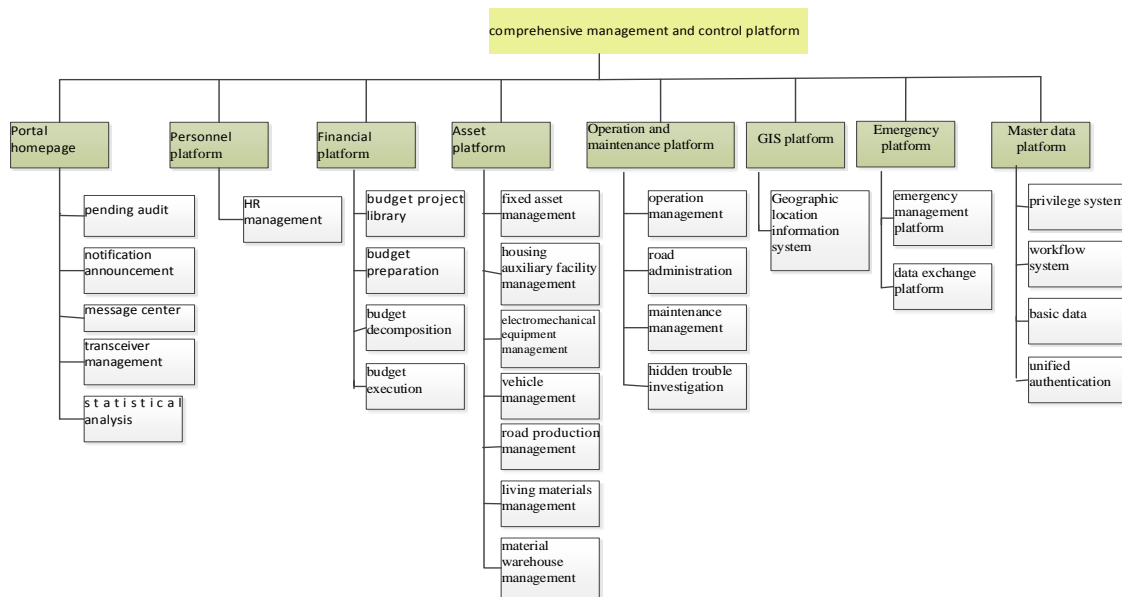 comprehensive management and control platform
Portal
homepage
pending audit
notification
announcement
message center
transceiver
management
statistical
analysis
Personnel
platform
HR
management
Financial
platform
budget project
library
budget
preparation
budget
decomposition
budget
execution
Asset
platform
fixed asset
management
housing
auxiliary facility
management
electromechanical
equipment
management
vehicle
management
road production
management
living materials
management
material
warehouse
management
Operation and
maintenance platform
operation
management
road
administration
maintenance
management
hidden trouble
investigation
GIS platform
Geographic
location
information
system
Emergency
platform
emergency
management
platform
data exchange
platform
Master data
platform
privilege system
workflow
system
basic data
unified
authentication